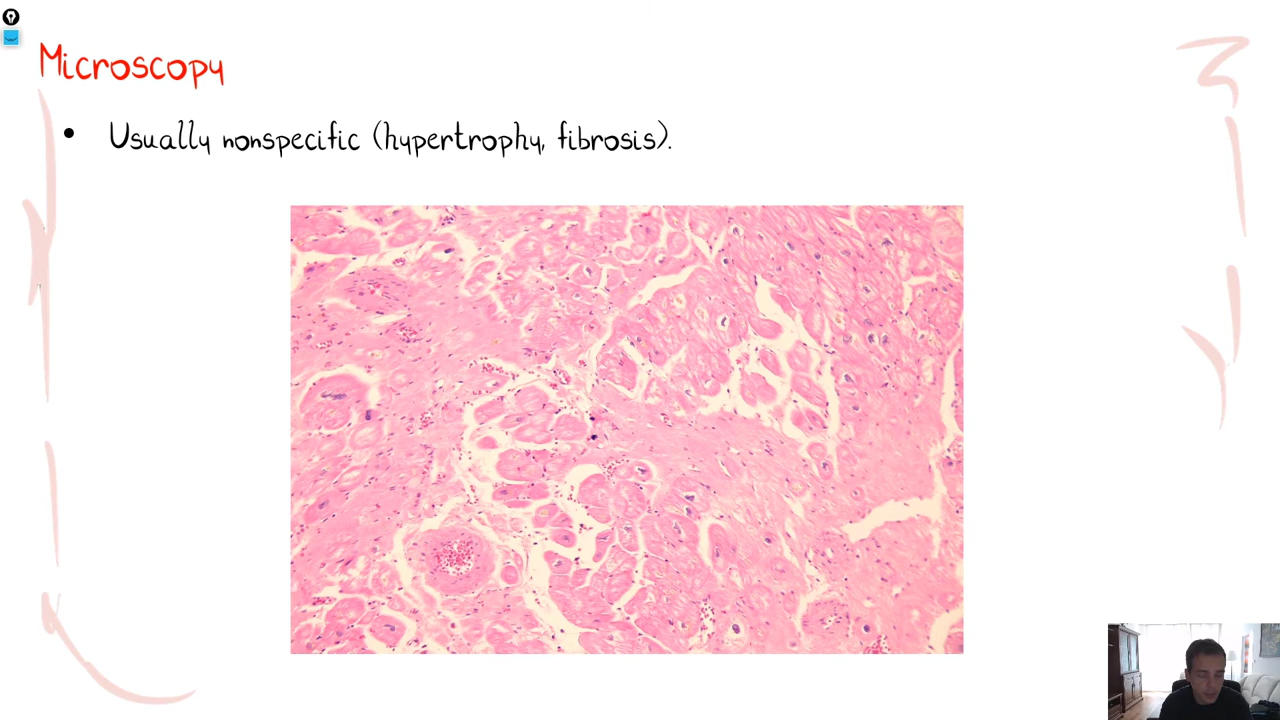 Microscopy
• Usually nonspecific (hypertrophy, fibrosis).